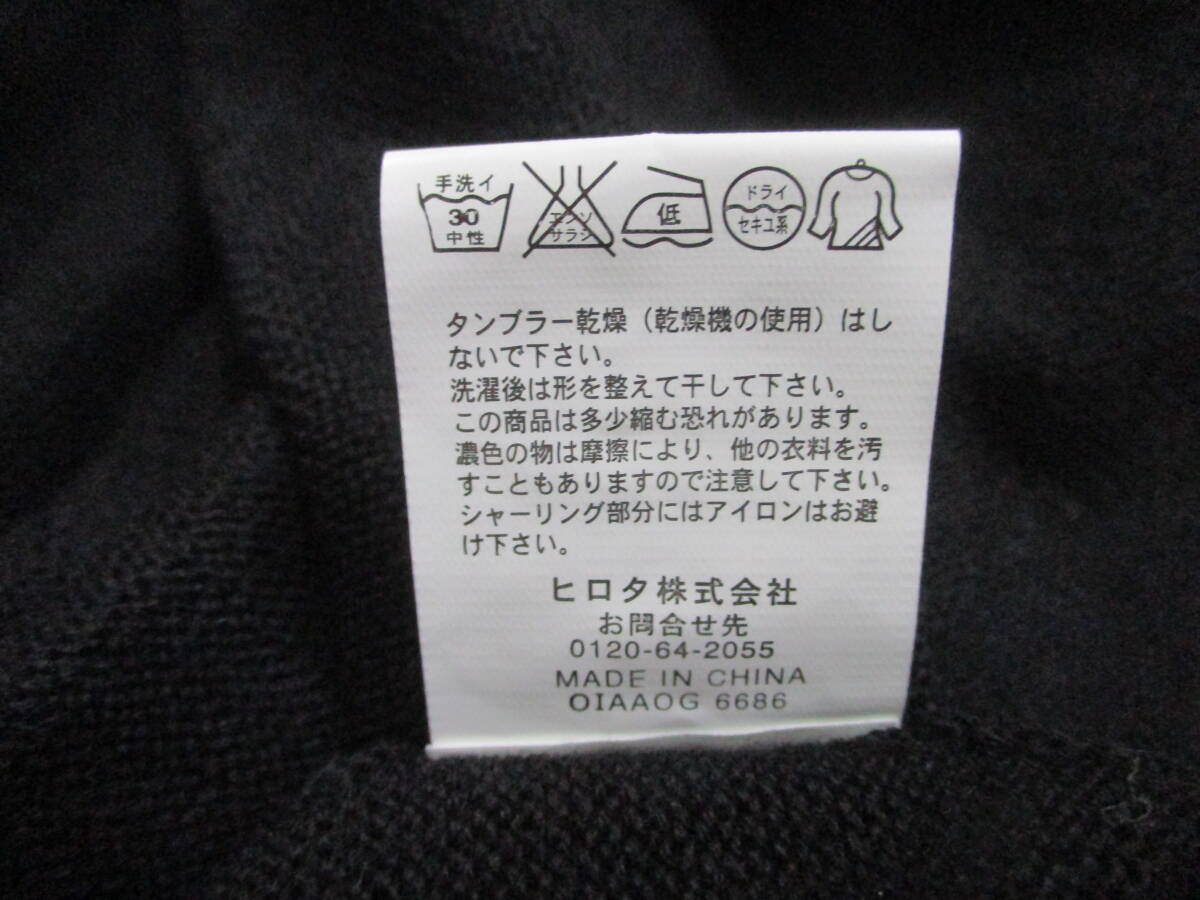 手洗イ
30
中性
エンソ
サラシ
低
ドライ
セキユ系
タンブラー乾燥（乾燥機の使用）はし
ないで下さい。
洗濯後は形を整えて干して下さい。
この商品は多少縮む恐れがあります。
濃色の物は摩擦により、他の衣料を汚
すこともありますので注意して下さい。
シャーリング部分にはアイロンはお避
け下さい。
ヒロタ株式会社
お問合せ先
0120-64-2055
MADE IN CHINA
OIAAOG 6686